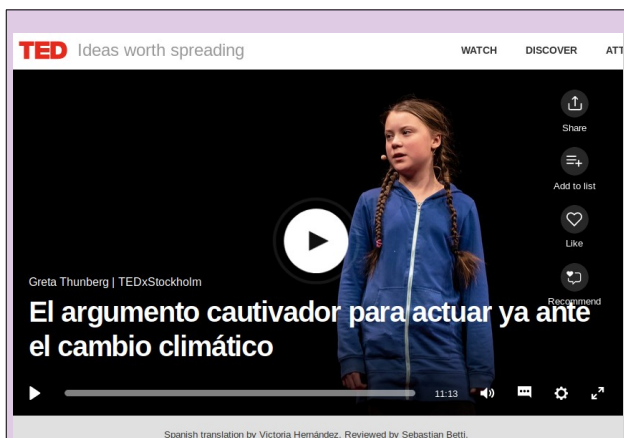 TED Ideas worth spreading WATCH DISCOVER ATT
Share
Add to list
Like
Greta Thunberg | TEDxStockholm
Recommend
El argumento cautivador para actuar ya ante
el cambio climático
11:13
Spanish translation by Victoria Hernández. Reviewed by Sebastian Betti.